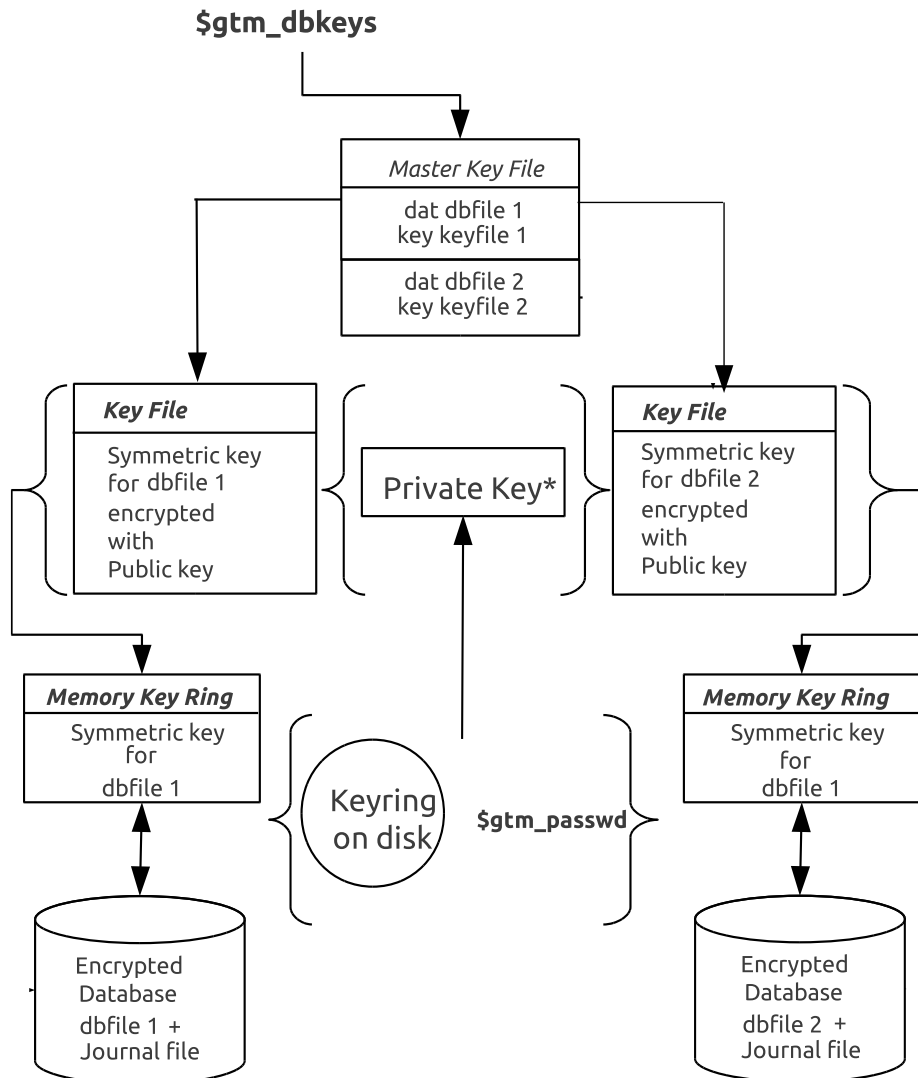 $gtm_dbkeys
Master Key File
dat dbfile 1
key keyfile 1
dat dbfile 2
key keyfile 2
Key File
Symmetric key
for dbfile 1
encrypted
with
Public key
Private Key*
Key File
Symmetric key
for dbfile 2
encrypted
with
Public key
Memory Key Ring
Symmetric key
for
dbfile 1
Keyring
on disk
$gtm_passwd
Memory Key Ring
Symmetric key
for
dbfile 1
Encrypted
Database
dbfile 1 +
Journal file
Encrypted
Database
dbfile 2 +
Journal file